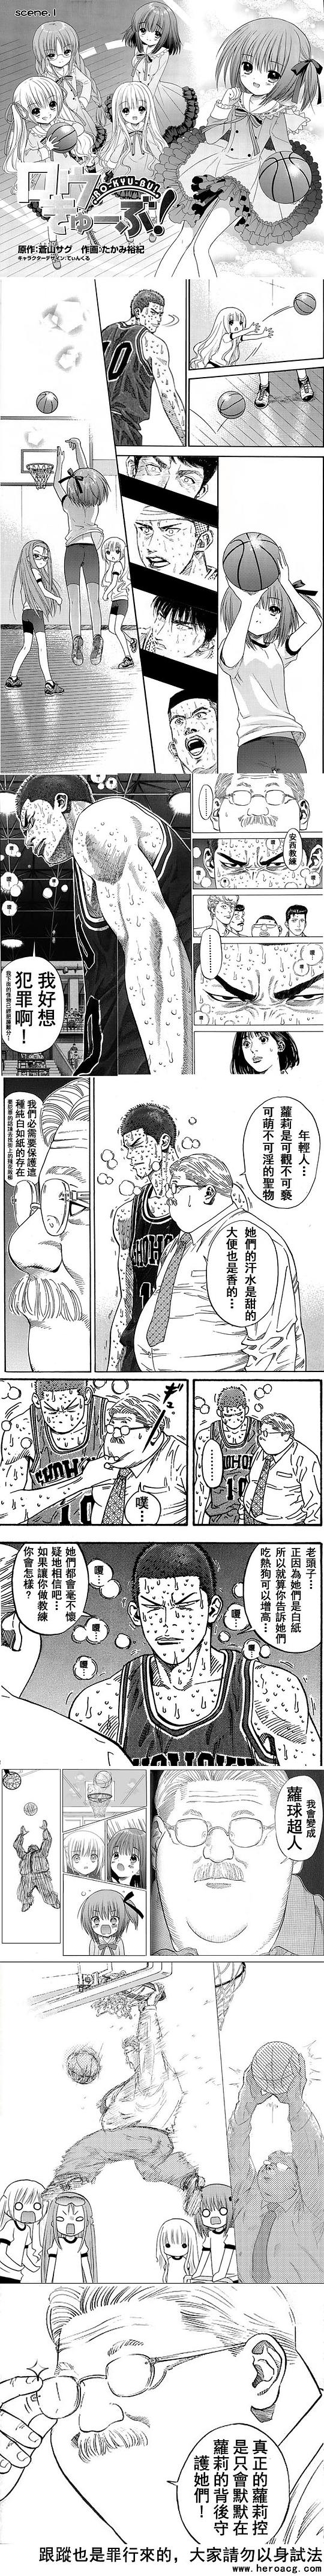 scene.1
ロウきゅーぶ!
RO-KYU-BU!
原作:蒼山サグ 作画:たかみ裕紀
キャラクターデザイン:てぃんくる
10
………
安西教練
………
我好想
犯罪啊!
年輕人…
蘿莉是可觀不可褻
可萌不可淫的聖物
她們的汗水是甜的
大便也是香的…
我們必需要保護這
種純白如紙的存在
SHOHO
1
………
噗…
SHOHOKU
10
老頭子…
正因為她們是白紙
所以就算你告訴她們
吃熱狗可以增高…
她們都會毫不懷
疑地相信吧…
如果讓你做教練
你會怎樣?
我會變成
蘿球超人
真正的蘿莉控
是只會默默在
蘿莉的背後守
護她們!
跟蹤也是罪行來的,大家請勿以身試法
www.heroacg.com